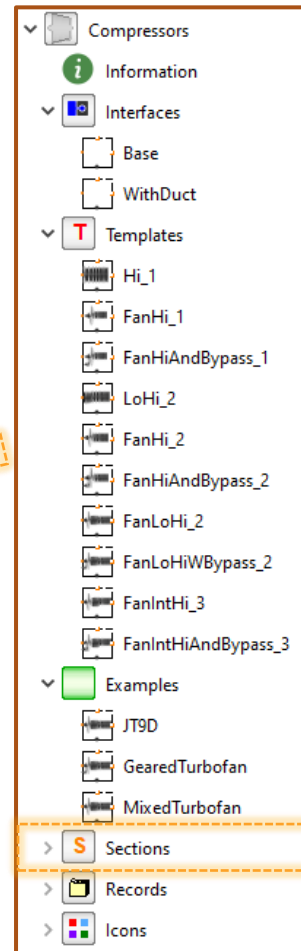 Compressors
i Information
Interfaces
Base
WithDuct
T Templates
Hi_1
FanHi_1
FanHiAndBypass_1
LoHi_2
FanHi_2
FanHiAndBypass_2
FanLoHi_2
FanLoHiWBypass_2
FanIntHi_3
FanIntHiAndBypass_3
Examples
JT9D
GearedTurbofan
MixedTurbofan
S Sections
Records
Icons